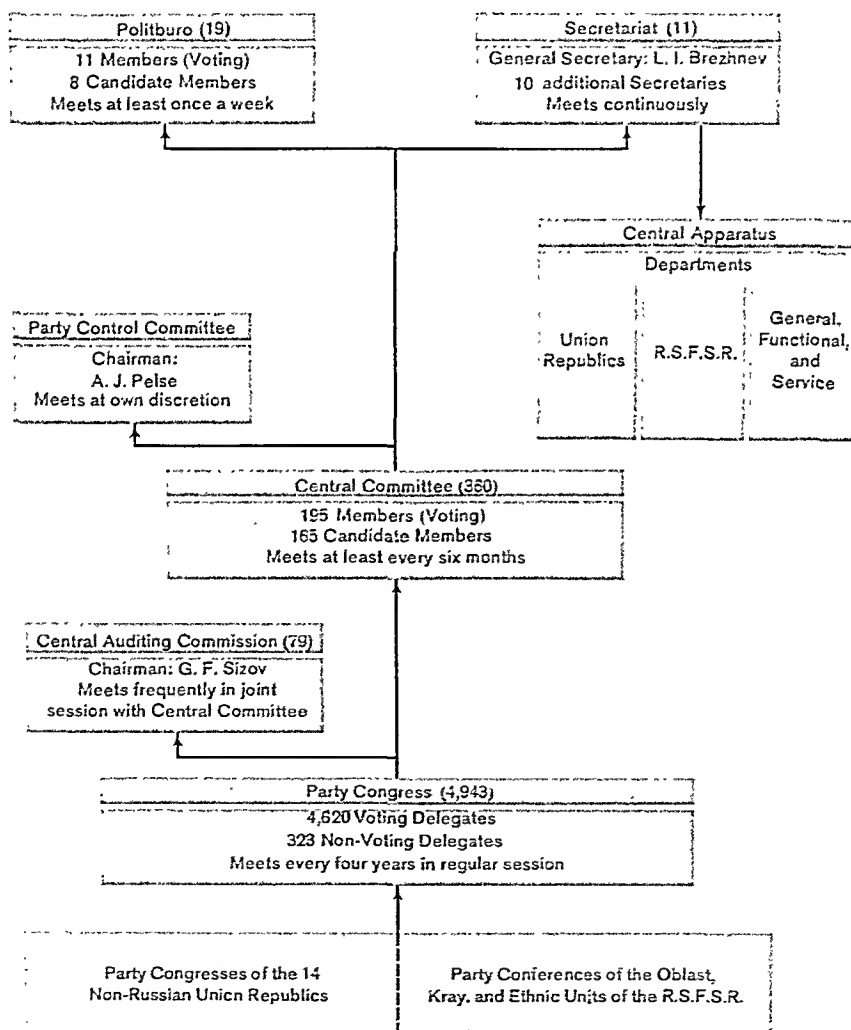 Politburo (19)
11 Members (Voting)
8 Candidate Members
Meets at least once a week
Secretariat (11)
General Secretary: L. I. Brezhnev
10 additional Secretaries
Meets continuously
Central Apparatus
Departments
Union
Republics
R.S.F.S.R.
General,
Functional,
and
Service
Party Control Committee
Chairman:
A. J. Pelse
Meets at own discretion
Central Committee (360)
195 Members (Voting)
165 Candidate Members
Meets at least every six months
Central Auditing Commission (79)
Chairman: G. F. Sizov
Meets frequently in joint
session with Central Committee
Party Congress (4,943)
4,620 Voting Delegates
323 Non-Voting Delegates
Meets every four years in regular session
Party Congresses of the 14
Non-Russian Union Republics
Party Conferences of the Oblast,
Kray, and Ethnic Units of the R.S.F.S.R.